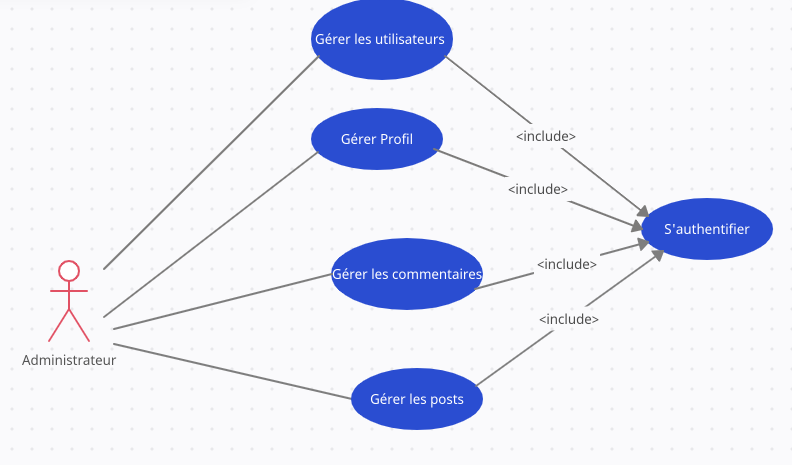 Gérer les utilisateurs
<include>
Gérer Profil
<include>
S'authentifier
Gérer les commentaires
<include>
<include>
Administrateur
Gérer les posts